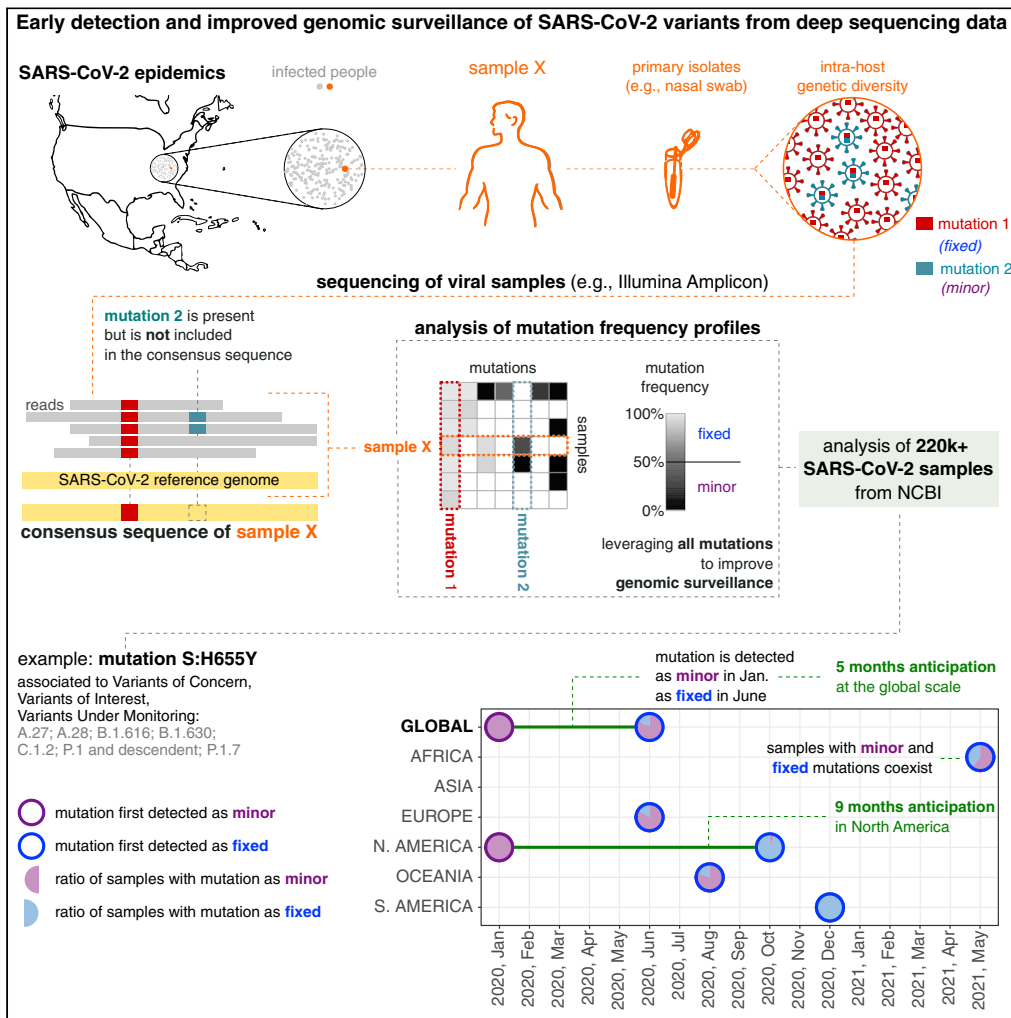 Early detection and improved genomic surveillance of SARS-CoV-2 variants from deep sequencing data
SARS-CoV-2 epidemics
infected people
sample X
primary isolates
(e.g., nasal swab)
intra-host
genetic diversity
mutation 1
(fixed)
mutation 2
(minor)
sequencing of viral samples (e.g., Illumina Amplicon)
mutation 2 is present
but is not included
in the consensus sequence
reads
SARS-CoV-2 reference genome
consensus sequence of sample X
analysis of mutation frequency profiles
mutations
samples
sample X
mutation 1
mutation 2
mutation
frequency
100%
fixed
50%
minor
0%
leveraging all mutations
to improve
genomic surveillance
analysis of 220k+
SARS-CoV-2 samples
from NCBI
example: mutation S:H655Y
associated to Variants of Concern,
Variants of Interest,
Variants Under Monitoring:
A.27; A.28; B.1.616; B.1.630;
C.1.2; P.1 and descendent; P.1.7
mutation first detected as minor
mutation first detected as fixed
ratio of samples with mutation as minor
ratio of samples with mutation as fixed
mutation is detected
as minor in Jan.
as fixed in June
5 months anticipation
at the global scale
samples with minor and
fixed mutations coexist
9 months anticipation
in North America
GLOBAL
AFRICA
ASIA
EUROPE
N. AMERICA
OCEANIA
S. AMERICA
2020, Jan
2020, Feb
2020, Mar
2020, Apr
2020, May
2020, Jun
2020, Jul
2020, Aug
2020, Sep
2020, Oct
2020, Nov
2020, Dec
2021, Jan
2021, Feb
2021, Mar
2021, Apr
2021, May